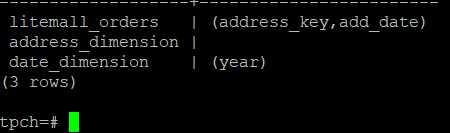 -------------------+-------------------------
litemall_orders | (address_key,add_date)
address_dimension |
date_dimension | (year)
(3 rows)
tpch=#